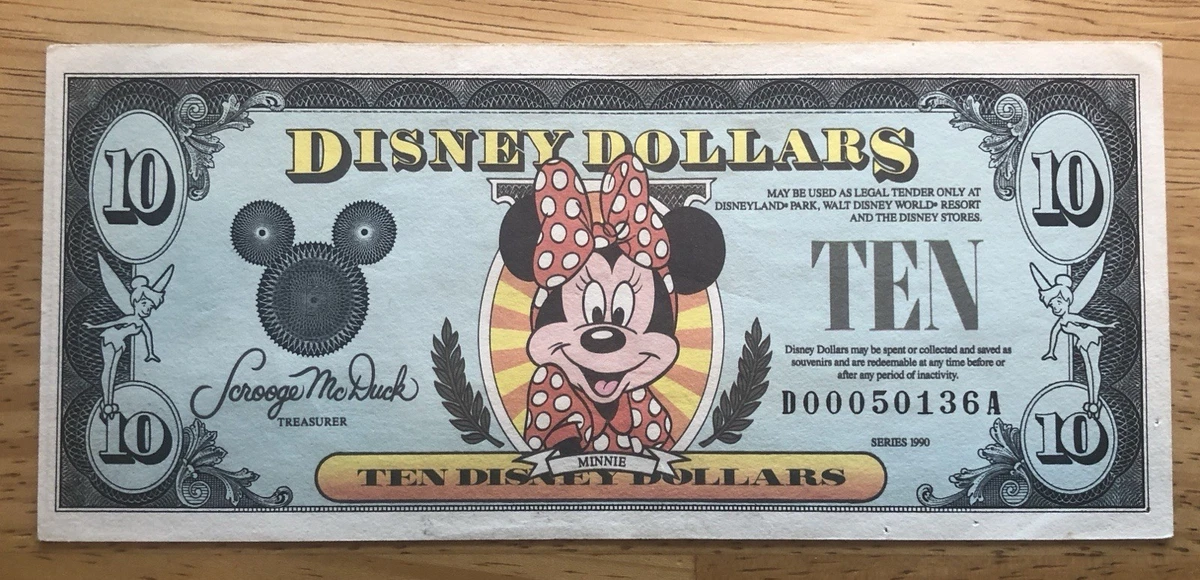 10
10
DISNEY DOLLARS
MAY BE USED AS LEGAL TENDER ONLY AT
DISNEYLAND® PARK, WALT DISNEY WORLD® RESORT
AND THE DISNEY STORES.
TEN
Scrooge McDuck
TREASURER
Disney Dollars may be spent or collected and saved as
souvenirs and are redeemable at any time before or
after any period of inactivity.
D00050136A
SERIES 1990
10
10
MINNIE
TEN DISNEY DOLLARS